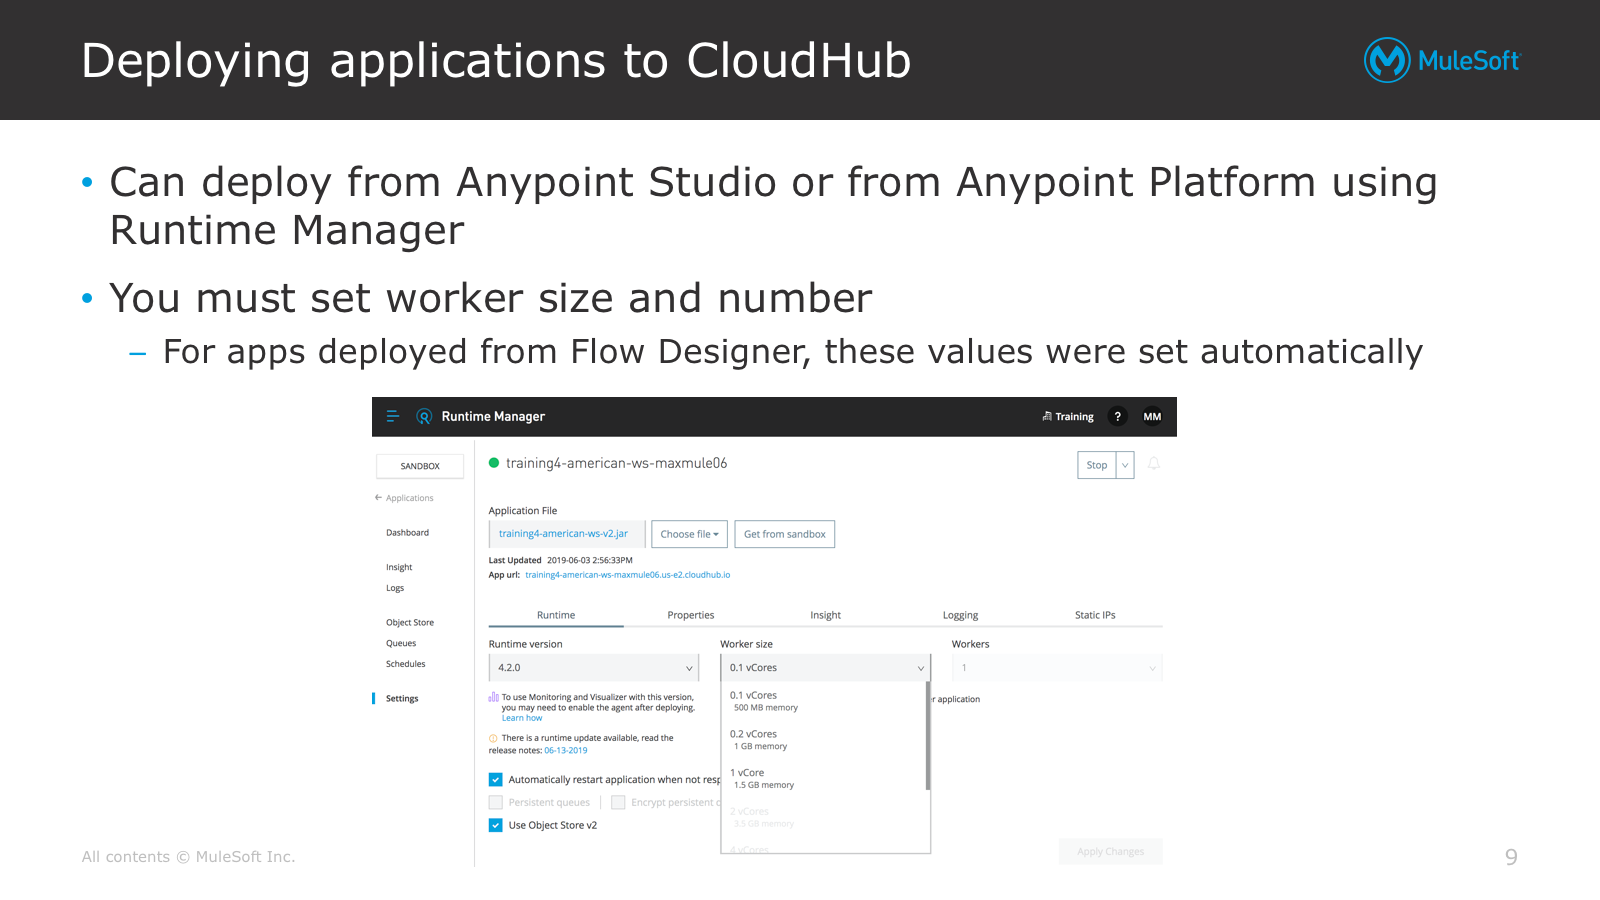 Deploying applications to CloudHub
MuleSoft
• Can deploy from Anypoint Studio or from Anypoint Platform using
Runtime Manager
• You must set worker size and number
– For apps deployed from Flow Designer, these values were set automatically
Runtime Manager
Training
?
MM
SANDBOX
← Applications
Dashboard
Insight
Logs
Object Store
Queues
Schedules
Settings
training4-american-ws-maxmule06
Stop
Application File
training4-american-ws-v2.jar
Choose file
Get from sandbox
Last Updated 2019-06-03 2:56:33PM
App url: training4-american-ws-maxmule06.us-e2.cloudhub.io
Runtime
Properties
Insight
Logging
Static IPs
Runtime version
Worker size
Workers
4.2.0
0.1 vCores
1
To use Monitoring and Visualizer with this version,
you may need to enable the agent after deploying.
Learn how
There is a runtime update available, read the
release notes: 06-13-2019
0.1 vCores
500 MB memory
0.2 vCores
1 GB memory
1 vCore
1.5 GB memory
2 vCores
3.5 GB memory
4 vCores
application
Automatically restart application when not resp
Persistent queues
Encrypt persistent
Use Object Store v2
Apply Changes
All contents © MuleSoft Inc.
9